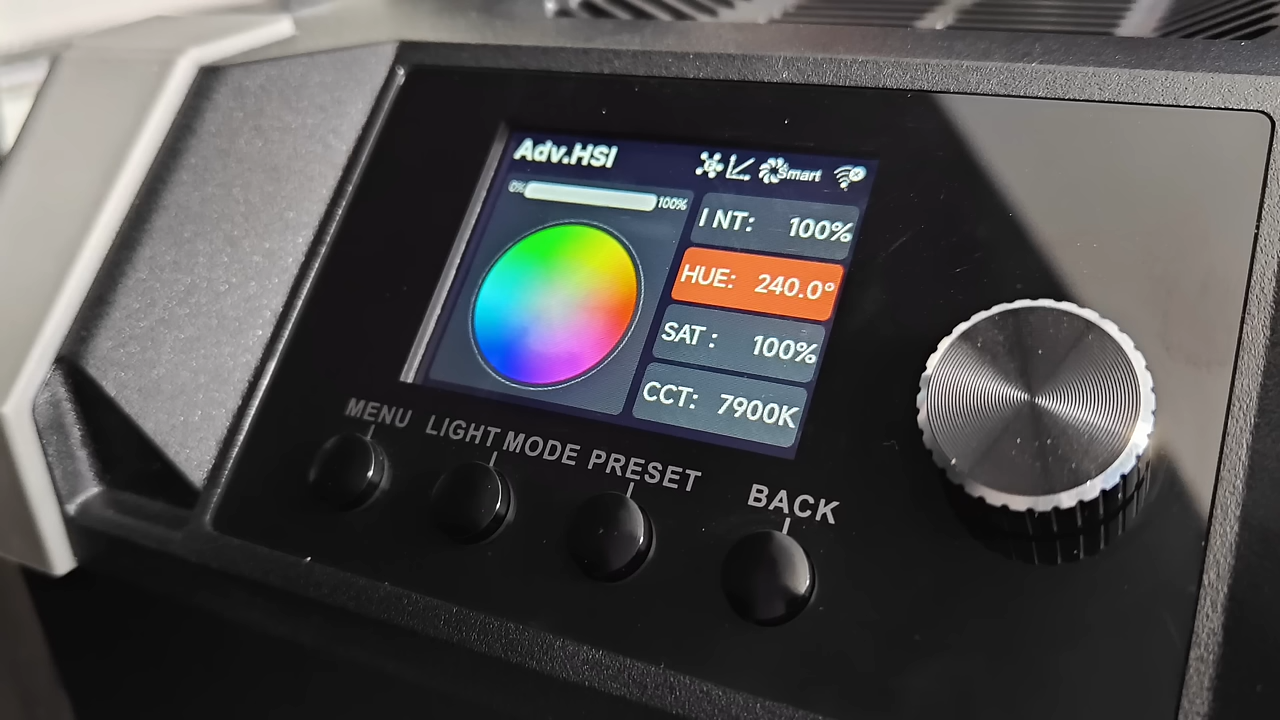 Adv.HSI
Smart
0% 100%
INT: 100%
HUE: 240.0°
SAT: 100%
CCT: 7900K
MENU LIGHT MODE PRESET BACK